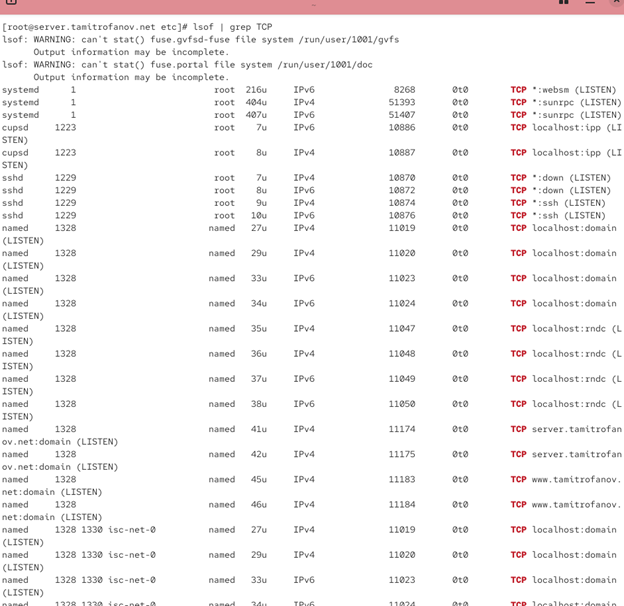 [root@server.tamitrofanov.net etc]# lsof | grep TCP
lsof: WARNING: can't stat() fuse.gvfsd-fuse file system /run/user/1001/gvfs
      Output information may be incomplete.
lsof: WARNING: can't stat() fuse.portal file system /run/user/1001/doc
      Output information may be incomplete.
systemd 1 root 216u IPv6 8268 0t0 TCP *:websm (LISTEN)
systemd 1 root 404u IPv4 51393 0t0 TCP *:sunrpc (LISTEN)
systemd 1 root 407u IPv6 51407 0t0 TCP *:sunrpc (LISTEN)
cupsd 1223 root 7u IPv6 10886 0t0 TCP localhost:ipp (LI
STEN)
cupsd 1223 root 8u IPv4 10887 0t0 TCP localhost:ipp (LI
STEN)
sshd 1229 root 7u IPv4 10870 0t0 TCP *:down (LISTEN)
sshd 1229 root 8u IPv6 10872 0t0 TCP *:down (LISTEN)
sshd 1229 root 9u IPv4 10874 0t0 TCP *:ssh (LISTEN)
sshd 1229 root 10u IPv6 10876 0t0 TCP *:ssh (LISTEN)
named 1328 named 27u IPv4 11019 0t0 TCP localhost:domain
(LISTEN)
named 1328 named 29u IPv4 11020 0t0 TCP localhost:domain
(LISTEN)
named 1328 named 33u IPv6 11023 0t0 TCP localhost:domain
(LISTEN)
named 1328 named 34u IPv6 11024 0t0 TCP localhost:domain
(LISTEN)
named 1328 named 35u IPv4 11047 0t0 TCP localhost:rndc (L
ISTEN)
named 1328 named 36u IPv4 11048 0t0 TCP localhost:rndc (L
ISTEN)
named 1328 named 37u IPv6 11049 0t0 TCP localhost:rndc (L
ISTEN)
named 1328 named 38u IPv6 11050 0t0 TCP localhost:rndc (L
ISTEN)
named 1328 named 41u IPv4 11174 0t0 TCP server.tamitrofan
ov.net:domain (LISTEN)
named 1328 named 42u IPv4 11175 0t0 TCP server.tamitrofan
ov.net:domain (LISTEN)
named 1328 named 45u IPv4 11183 0t0 TCP www.tamitrofanov.
net:domain (LISTEN)
named 1328 named 46u IPv4 11184 0t0 TCP www.tamitrofanov.
net:domain (LISTEN)
named 1328 1330 isc-net-0 named 27u IPv4 11019 0t0 TCP localhost:domain
(LISTEN)
named 1328 1330 isc-net-0 named 29u IPv4 11020 0t0 TCP localhost:domain
(LISTEN)
named 1328 1330 isc-net-0 named 33u IPv6 11023 0t0 TCP localhost:domain
(LISTEN)
named 1328 1330 isc-net-0 named 34u IPv6 11024 0t0 TCP localhost:domain